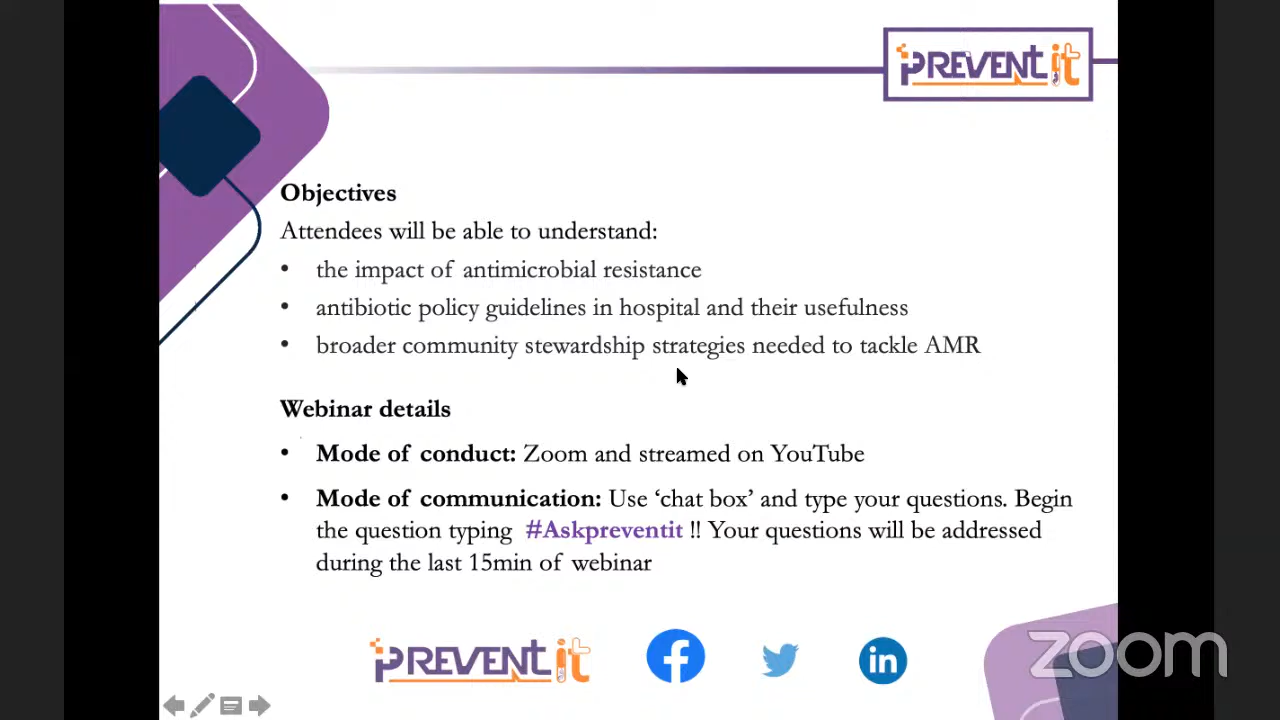 PREVENT it
Objectives
Attendees will be able to understand:
• the impact of antimicrobial resistance
• antibiotic policy guidelines in hospital and their usefulness
• broader community stewardship strategies needed to tackle AMR
Webinar details
• Mode of conduct: Zoom and streamed on YouTube
• Mode of communication: Use ‘chat box’ and type your questions. Begin
the question typing #Askpreventit !! Your questions will be addressed
during the last 15min of webinar
PREVENT it
f
in
zoom